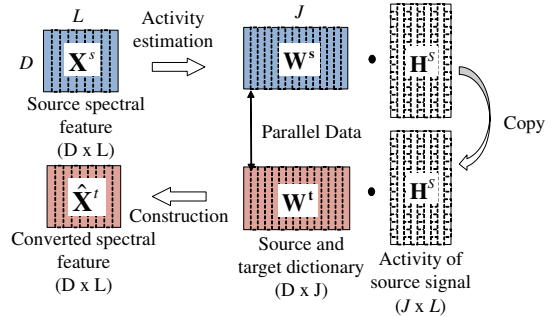 L
Activity
estimation
J
D
X^s
W^s
H^S
Source spectral
feature
(D x L)
Parallel Data
Copy
X̂^t
Construction
W^t
H^S
Converted spectral
feature
(D x L)
Source and
target dictionary
(D x J)
Activity of
source signal
(J x L)